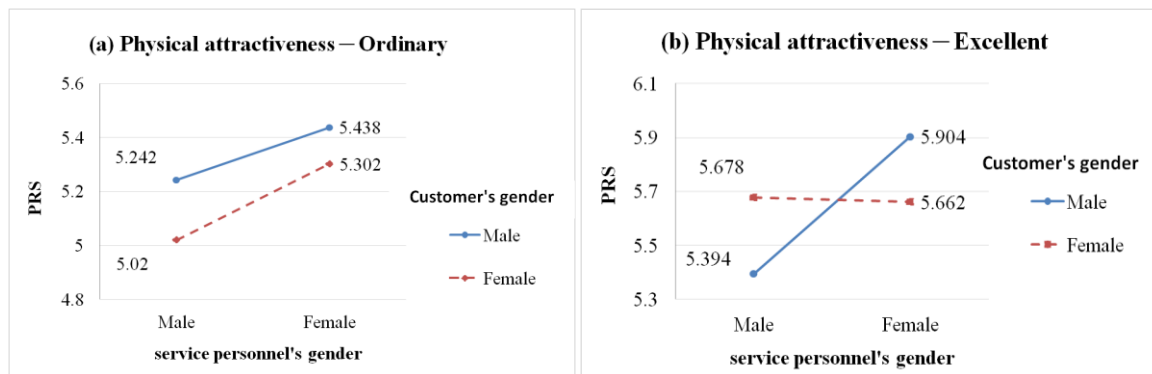 (a) Physical attractiveness — Ordinary
5.6
5.4
5.2
5
4.8
PRS
5.242
5.438
5.302
5.02
Customer's gender
Male
Female
Male
Female
service personnel's gender
(b) Physical attractiveness — Excellent
6.1
5.9
5.7
5.5
5.3
PRS
5.904
5.678
5.662
5.394
Customer's gender
Male
Female
Male
Female
service personnel's gender